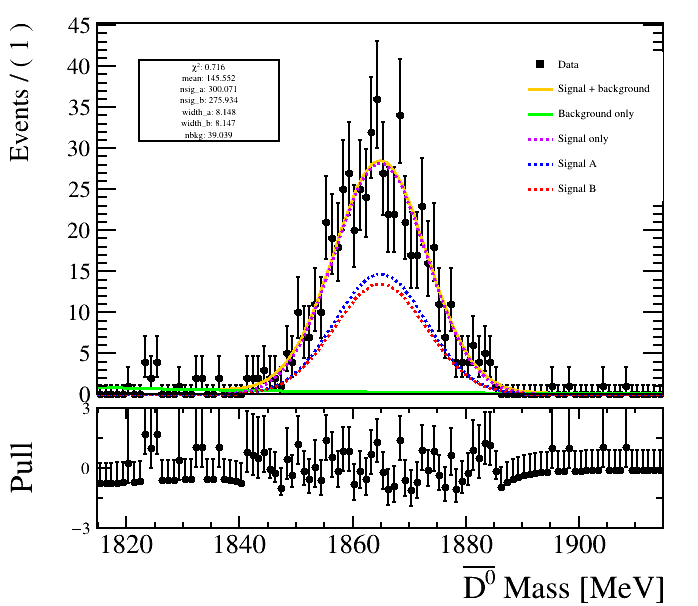 Events / ( 1 )
45
40
35
30
25
20
15
10
5
0
χ²: 0.716
mean: 145.552
nsig_a: 300.071
nsig_b: 275.934
width_a: 8.148
width_b: 8.147
nbkg: 39.039
Data
Signal + background
Background only
Signal only
Signal A
Signal B
Pull
3
0
−3
1820 1840 1860 1880 1900
D̅⁰ Mass [MeV]